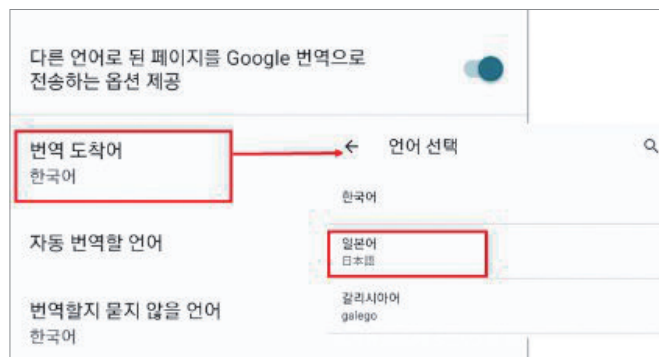 다른 언어로 된 페이지를 Google 번역으로
전송하는 옵션 제공
번역 도착어
한국어
자동 번역할 언어
번역할지 묻지 않을 언어
한국어
언어 선택
한국어
일본어
日本語
갈리시아어
galego